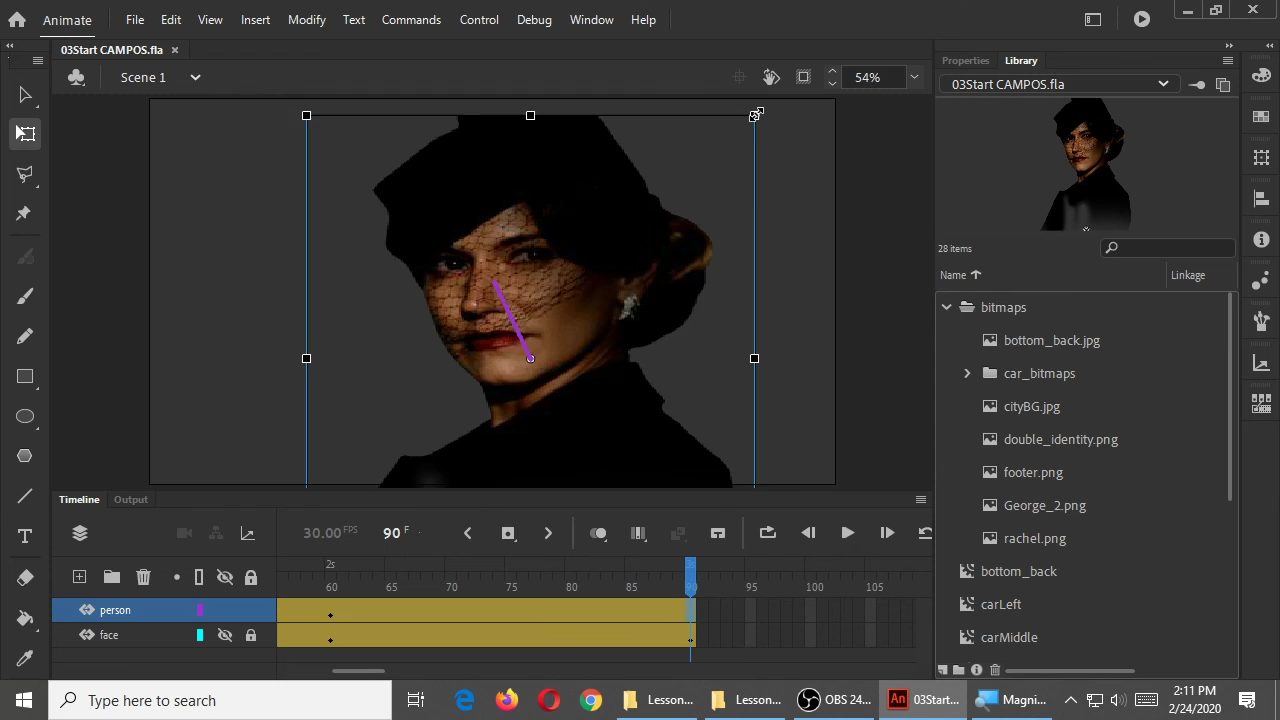 Animate File Edit View Insert Modify Text Commands Control Debug Window Help
03Start CAMPOS.fla
Scene 1 54%
Properties Library
03Start CAMPOS.fla
28 items
Name Linkage
bitmaps
bottom_back.jpg
car_bitmaps
cityBG.jpg
double_identity.png
footer.png
George_2.png
rachel.png
bottom_back
carLeft
carMiddle
Timeline Output
30.00 FPS 90 F
2s 3s
60 65 70 75 80 85 90 95 100 105
person
face
Type here to search
Lesson...
Lesson...
OBS 24...
An 03Start...
Magni...
2:11 PM
2/24/2020